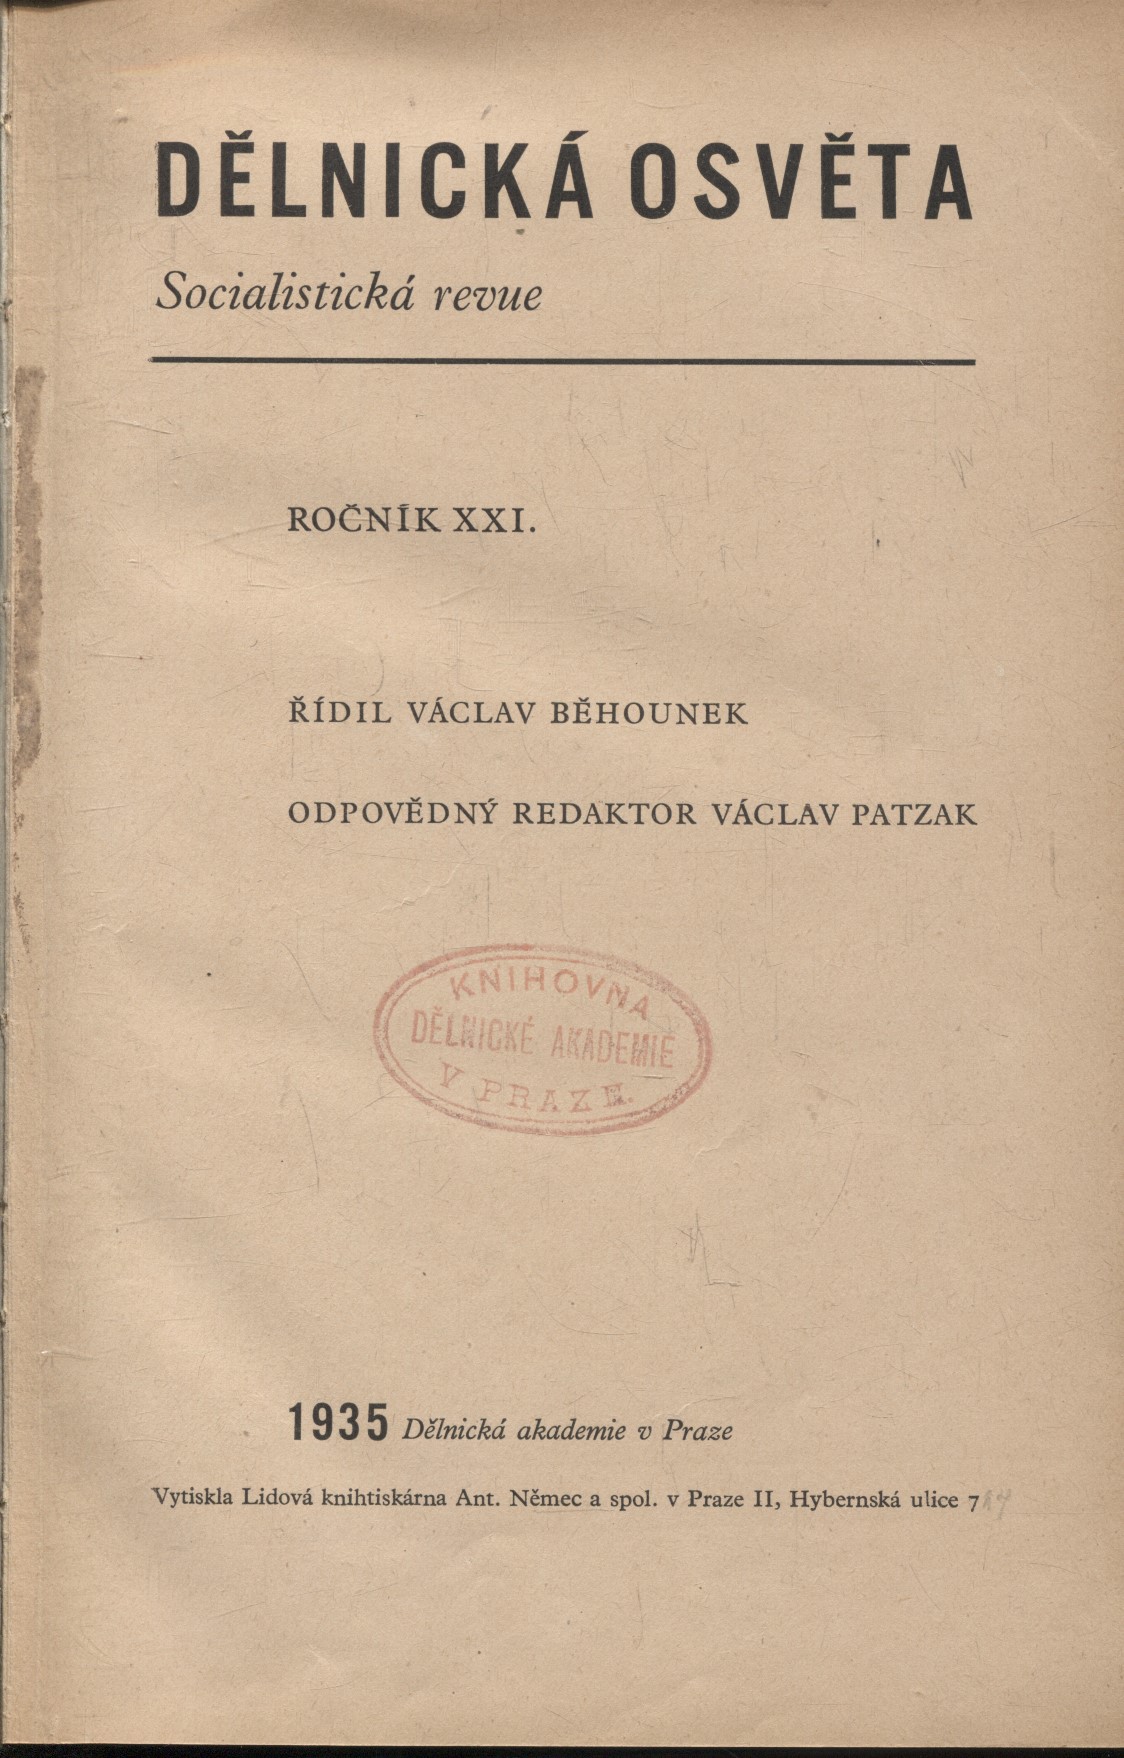 DĚLNICKÁ OSVĚTA
Socialistická revue
ROČNÍK XXI.
ŘÍDIL VÁCLAV BĚHOUNEK
ODPOVĚDNÝ REDAKTOR VÁCLAV PATZAK
KNIHOVNA
DĚLNICKÉ AKADEMIE
V PRAZE.
1935 Dělnická akademie v Praze
Vytiskla Lidová knihtiskárna Ant. Němec a spol. v Praze II, Hybernská ulice 7